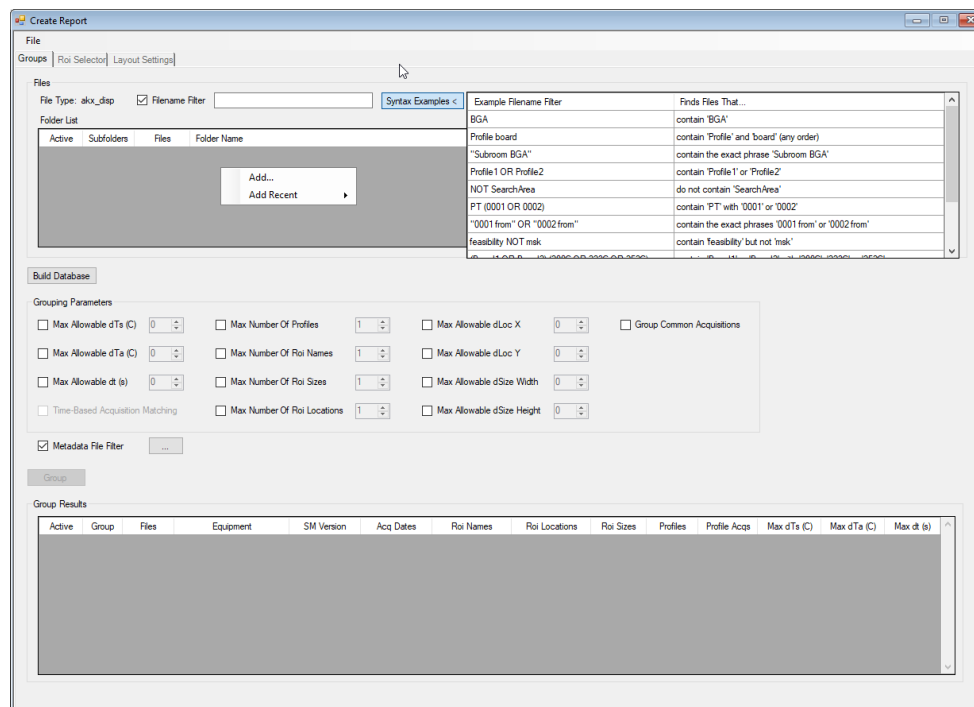 Create Report
File
Groups Roi Selector Layout Settings
Files
File Type: akx_disp Filename Filter Syntax Examples <
Folder List
Active Subfolders Files Folder Name
Add...
Add Recent
Example Filename Filter Finds Files That...
BGA contain 'BGA'
Profile board contain 'Profile' and 'board' (any order)
"Subroom BGA" contain the exact phrase 'Subroom BGA'
Profile1 OR Profile2 contain 'Profile1' or 'Profile2'
NOT SearchArea do not contain 'SearchArea'
PT (0001 OR 0002) contain 'PT' with '0001' or '0002'
"0001 from" OR "0002 from" contain the exact phrases '0001 from' or '0002 from'
feasibility NOT msk contain 'feasibility' but not 'msk'
Build Database
Grouping Parameters
Max Allowable dTs (C) 0 Max Number Of Profiles 1 Max Allowable dLoc X 0 Group Common Acquisitions
Max Allowable dTa (C) 0 Max Number Of Roi Names 1 Max Allowable dLoc Y 0
Max Allowable dt (s) 0 Max Number Of Roi Sizes 1 Max Allowable dSize Width 0
Time-Based Acquisition Matching Max Number Of Roi Locations 1 Max Allowable dSize Height 0
Metadata File Filter ...
Group
Group Results
Active Group Files Equipment SM Version Acq Dates Roi Names Roi Locations Roi Sizes Profiles Profile Acqs Max dTs (C) Max dTa (C) Max dt (s)